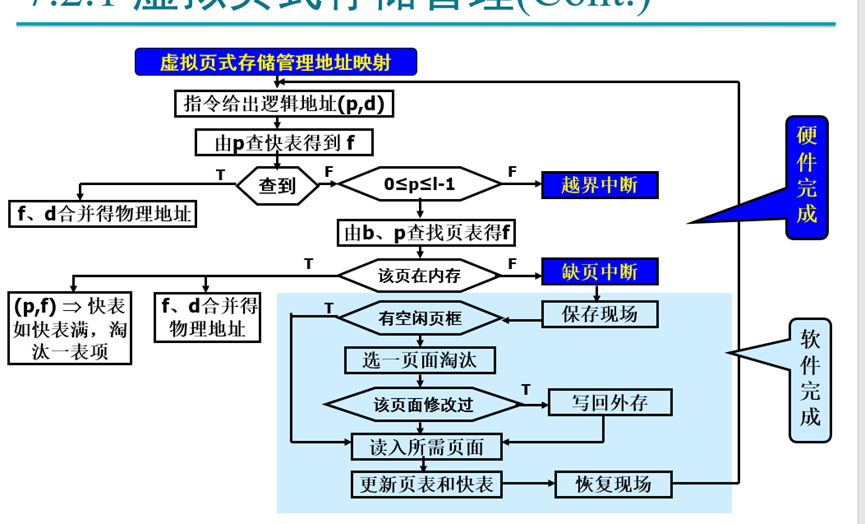 7.2.1 虚拟页式存储管理(Cont.)
虚拟页式存储管理地址映射
指令给出逻辑地址(p,d)
由p查快表得到 f
T
查到
F
0≤p≤l-1
F
越界中断
硬件完成
f、d合并得物理地址
由b、p查找页表得f
T
该页在内存
F
缺页中断
(p,f) ⇒ 快表
如快表满，淘
汰一表项
f、d合并得
物理地址
T
有空闲页框
保存现场
软件完成
选一页面淘汰
该页面修改过
T
写回外存
读入所需页面
更新页表和快表
恢复现场